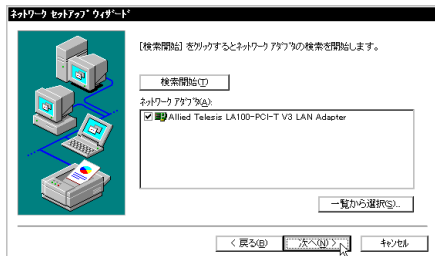 ネットワーク セットアップ ウィザード
[検索開始] をクリックするとネットワーク アダプタの検索を開始します。
検索開始(T)
ネットワーク アダプタ(A):
Allied Telesis LA100-PCI-T V3 LAN Adapter
一覧から選択(S)...
< 戻る(B)
次へ(N) >
キャンセル